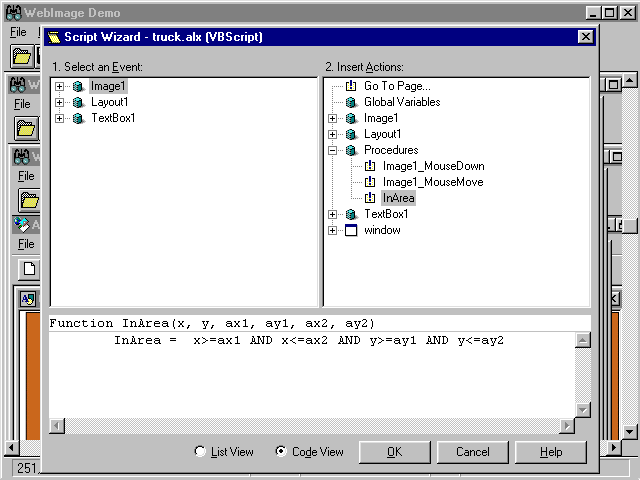 WebImage Demo
File
Script Wizard - truck.alx (VBScript)
1. Select an Event:
2. Insert Actions:
Image1
Layout1
TextBox1
Go To Page...
Global Variables
Image1
Layout1
Procedures
Image1_MouseDown
Image1_MouseMove
InArea
TextBox1
window
File
File
File
Function InArea(x, y, ax1, ay1, ax2, ay2)
InArea = x>=ax1 AND x<=ax2 AND y>=ay1 AND y<=ay2
List View
Code View
OK
Cancel
Help
251,